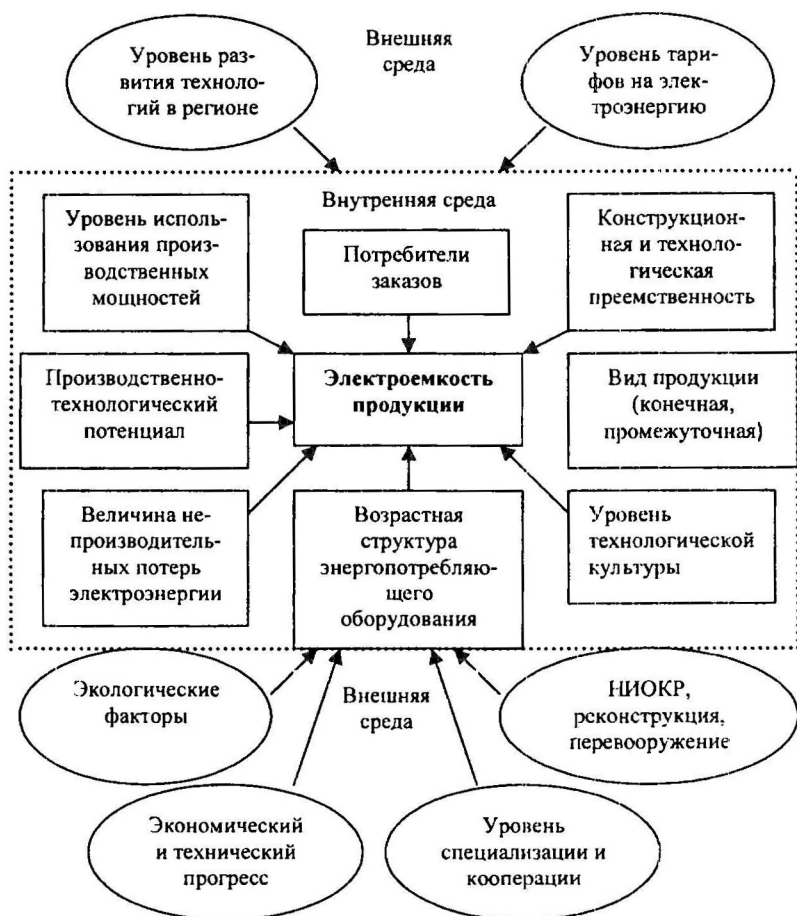 Уровень раз-
вития техноло-
гий в регионе
Внешняя
среда
Уровень тари-
фов на элек-
троэнергию
Внутренняя среда
Уровень исполь-
зования произ-
водственных
мощностей
Потребители
заказов
Конструкцион-
ная и техноло-
гическая
преемственность
Производственно-
технологический
потенциал
Электроемкость
продукции
Вид продукции
(конечная,
промежуточная)
Величина не-
производитель-
ных потерь
электроэнергии
Возрастная
структура
энергопотребляю-
щего
оборудования
Уровень
технологической
культуры
Экологические
факторы
Внешняя
среда
НИОКР,
реконструкция,
перевооружение
Экономический
и технический
прогресс
Уровень
специализации и
кооперации